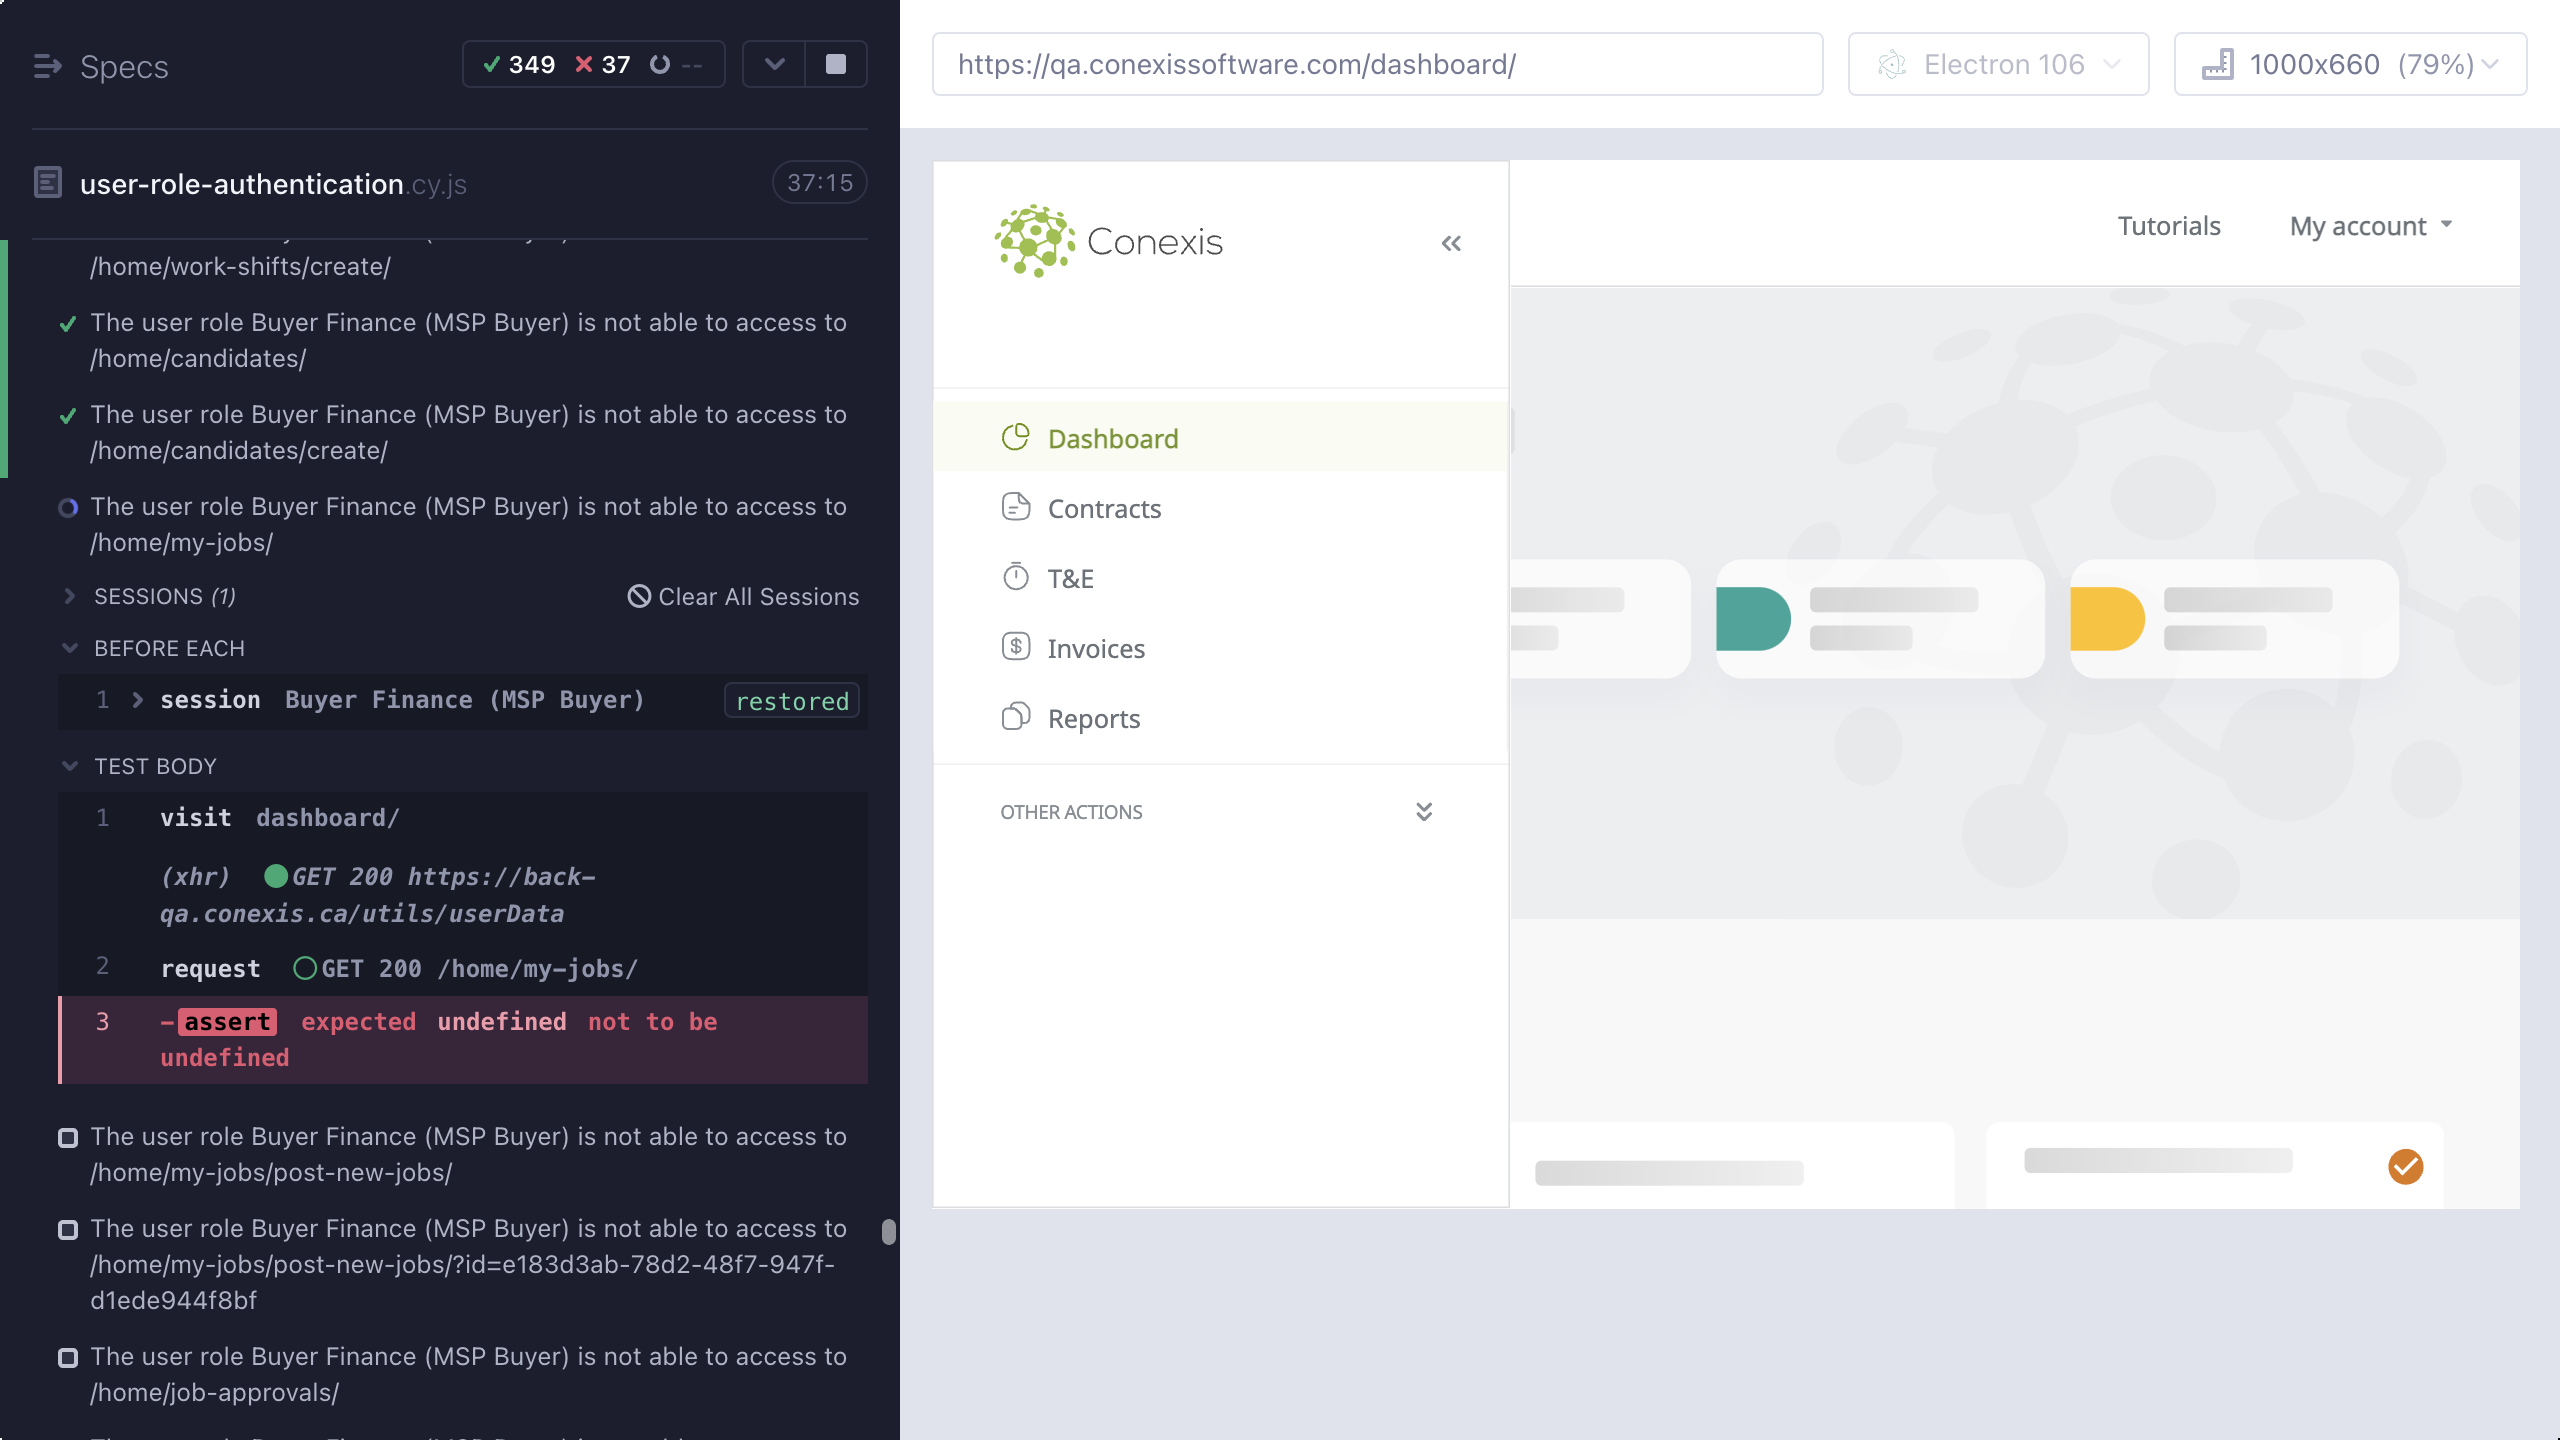 Specs
349 37 --
user-role-authentication.cy.js
37:15
/home/work-shifts/create/
The user role Buyer Finance (MSP Buyer) is not able to access to
/home/candidates/
The user role Buyer Finance (MSP Buyer) is not able to access to
/home/candidates/create/
The user role Buyer Finance (MSP Buyer) is not able to access to
/home/my-jobs/
SESSIONS (1)
Clear All Sessions
BEFORE EACH
1 session Buyer Finance (MSP Buyer) restored
TEST BODY
1 visit dashboard/
(xhr) GET 200 https://back-
qa.conexis.ca/utils/userData
2 request GET 200 /home/my-jobs/
3 -assert expected undefined not to be
undefined
The user role Buyer Finance (MSP Buyer) is not able to access to
/home/my-jobs/post-new-jobs/
The user role Buyer Finance (MSP Buyer) is not able to access to
/home/my-jobs/post-new-jobs/?id=e183d3ab-78d2-48f7-947f-
d1ede944f8bf
The user role Buyer Finance (MSP Buyer) is not able to access to
/home/job-approvals/
https://qa.conexissoftware.com/dashboard/
Electron 106
1000x660 (79%)
Conexis
Tutorials
My account
Dashboard
Contracts
T&E
Invoices
Reports
OTHER ACTIONS